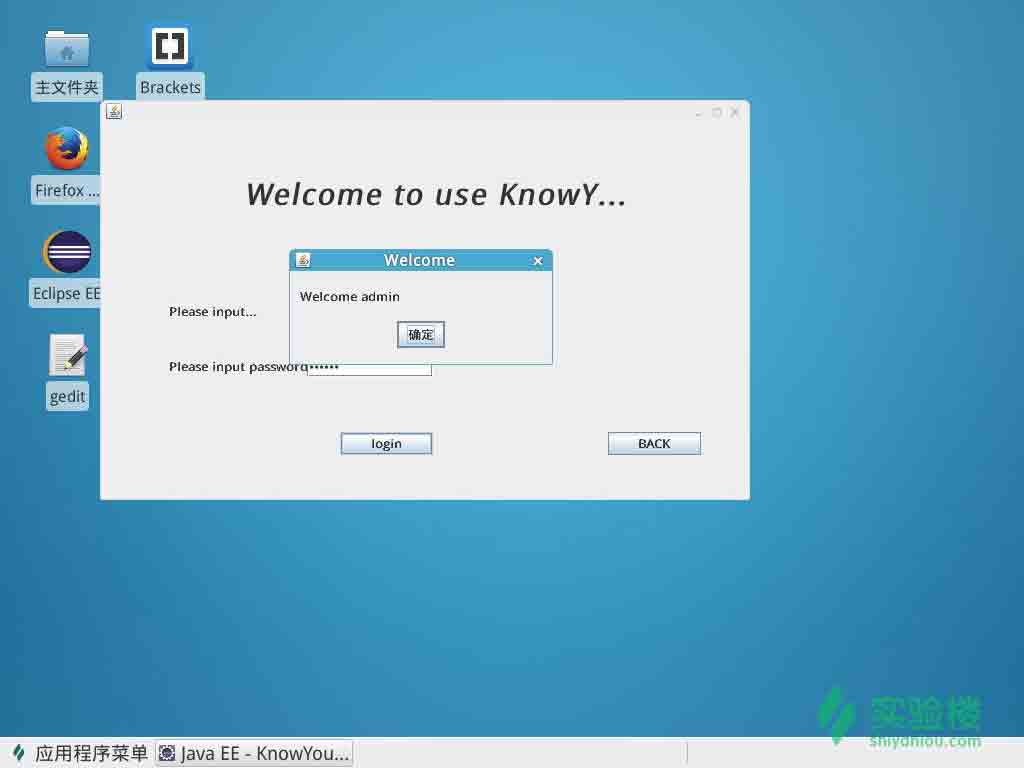 主文件夹
Brackets
Firefox ...
Eclipse EE
gedit
Welcome to use KnowY...
Welcome
Welcome admin
确定
Please input...
Please input password
login
BACK
实验楼
shiyanlou.com
应用程序菜单
Java EE - KnowYou...